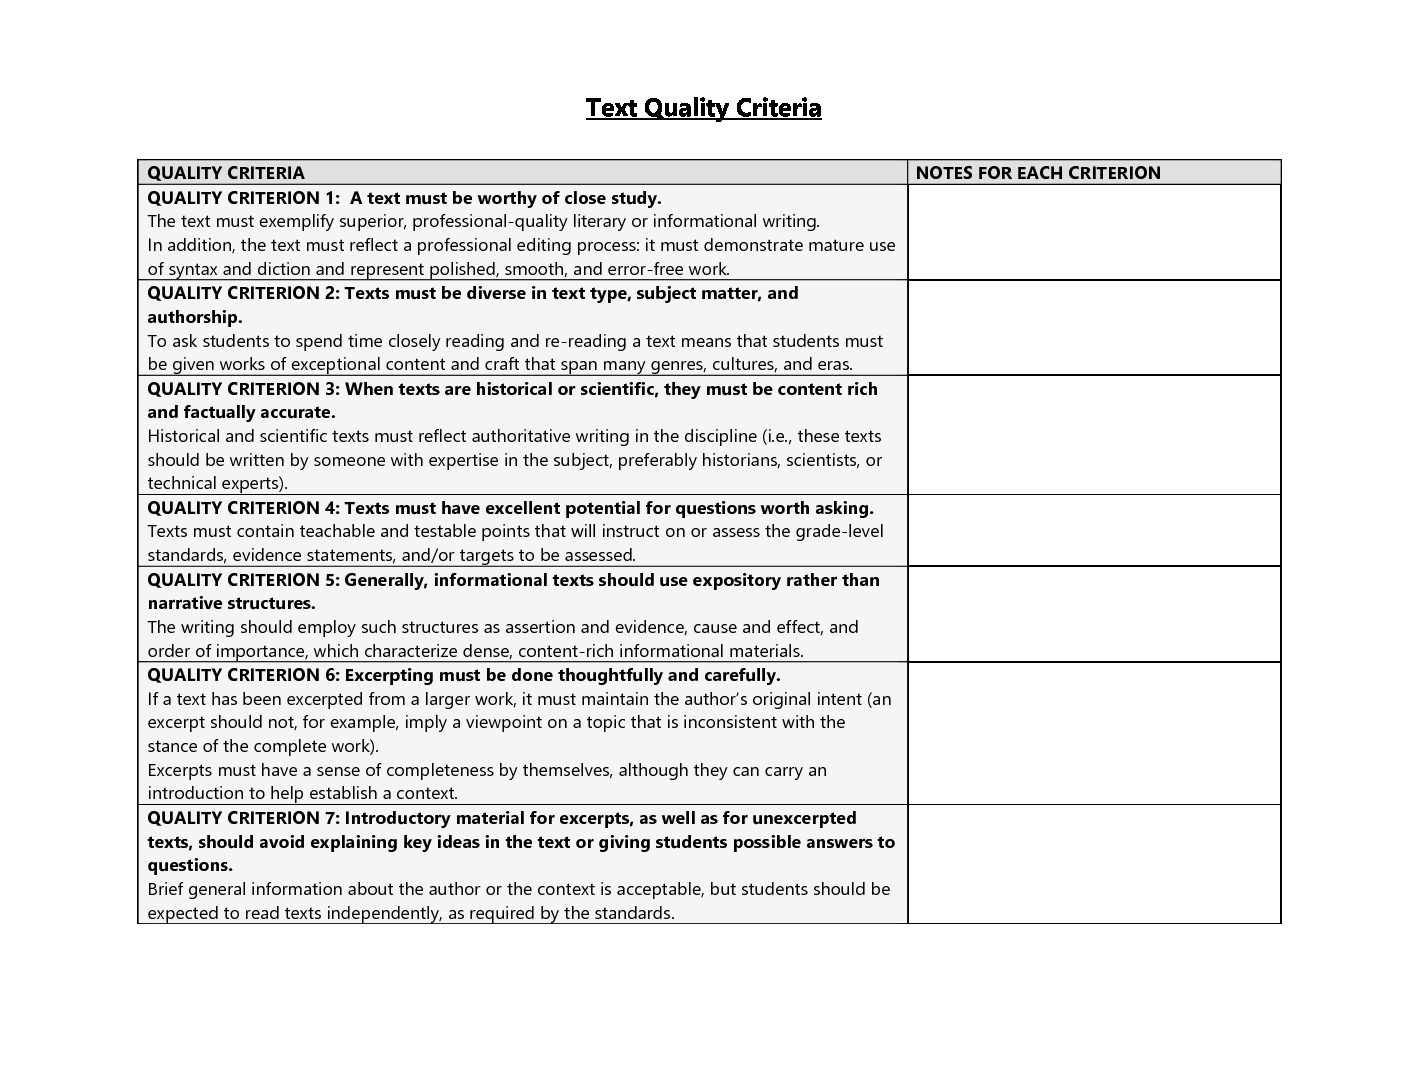 Text Quality Criteria
QUALITY CRITERIA
NOTES FOR EACH CRITERION
QUALITY CRITERION 1:  A text must be worthy of close study.
The text must exemplify superior, professional-quality literary or informational writing.
In addition, the text must reflect a professional editing process: it must demonstrate mature use
of syntax and diction and represent polished, smooth, and error-free work.
QUALITY CRITERION 2: Texts must be diverse in text type, subject matter, and
authorship.
To ask students to spend time closely reading and re-reading a text means that students must
be given works of exceptional content and craft that span many genres, cultures, and eras.
QUALITY CRITERION 3: When texts are historical or scientific, they must be content rich
and factually accurate.
Historical and scientific texts must reflect authoritative writing in the discipline (i.e., these texts
should be written by someone with expertise in the subject, preferably historians, scientists, or
technical experts).
QUALITY CRITERION 4: Texts must have excellent potential for questions worth asking.
Texts must contain teachable and testable points that will instruct on or assess the grade-level
standards, evidence statements, and/or targets to be assessed.
QUALITY CRITERION 5: Generally, informational texts should use expository rather than
narrative structures.
The writing should employ such structures as assertion and evidence, cause and effect, and
order of importance, which characterize dense, content-rich informational materials.
QUALITY CRITERION 6: Excerpting must be done thoughtfully and carefully.
If a text has been excerpted from a larger work, it must maintain the author’s original intent (an
excerpt should not, for example, imply a viewpoint on a topic that is inconsistent with the
stance of the complete work).
Excerpts must have a sense of completeness by themselves, although they can carry an
introduction to help establish a context.
QUALITY CRITERION 7: Introductory material for excerpts, as well as for unexcerpted
texts, should avoid explaining key ideas in the text or giving students possible answers to
questions.
Brief general information about the author or the context is acceptable, but students should be
expected to read texts independently, as required by the standards.